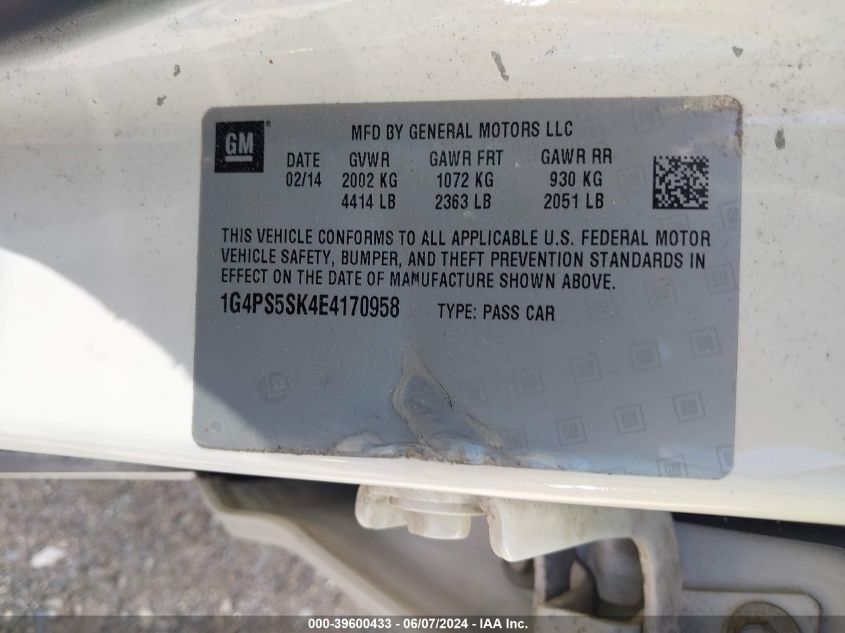 GM ®
MFD BY GENERAL MOTORS LLC
DATE GVWR GAWR FRT GAWR RR
02/14 2002 KG 1072 KG 930 KG
4414 LB 2363 LB 2051 LB
THIS VEHICLE CONFORMS TO ALL APPLICABLE U.S. FEDERAL MOTOR
VEHICLE SAFETY, BUMPER, AND THEFT PREVENTION STANDARDS IN
EFFECT ON THE DATE OF MANUFACTURE SHOWN ABOVE.
1G4PS5SK4E4170958 TYPE: PASS CAR
000-39600433 - 06/07/2024 - IAA Inc.